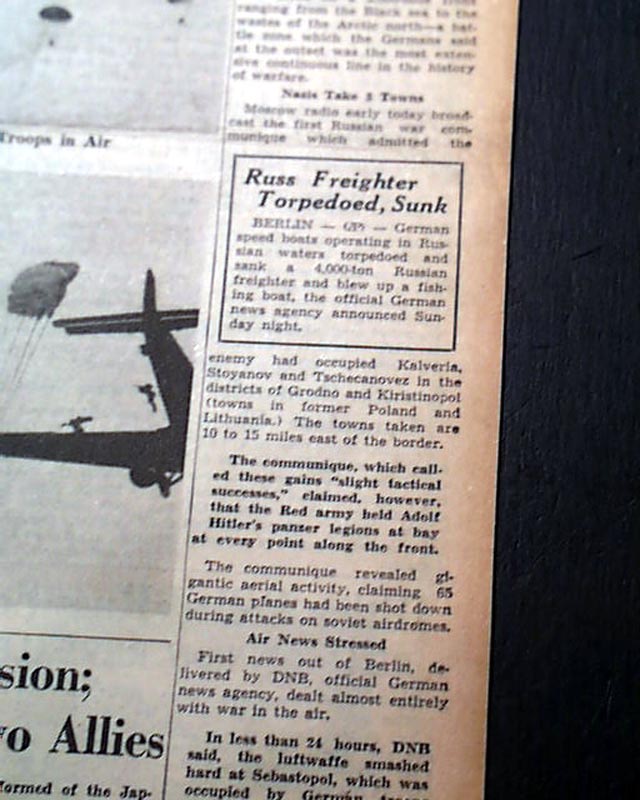 ranging from the Black sea to the
wastes of the Arctic north—a bat-
tle zone which the Germans said
at the outset was the most exten-
sive continuous line in the history
of warfare.
Nazis Take 3 Towns
Moscow radio early today broad-
cast the first Russian war com-
munique which admitted the
Troops in Air
Russ Freighter
Torpedoed, Sunk
BERLIN — (UP) — German
speed boats operating in Rus-
sian waters torpedoed and
sank a 4,000-ton Russian
freighter and blew up a fish-
ing boat, the official German
news agency announced Sun-
day night.
enemy had occupied Kalveria,
Stoyanov and Tschecanovez in the
districts of Grodno and Kiristinopol
(towns in former Poland and
Lithuania.) The towns taken are
10 to 15 miles east of the border.
The communique, which call-
ed these gains "slight tactical
successes," claimed, however,
that the Red army held Adolf
Hitler's panzer legions at bay
at every point along the front.
The communique revealed gi-
gantic aerial activity, claiming 65
German planes had been shot down
during attacks on soviet airdromes.
Air News Stressed
First news out of Berlin, de-
livered by DNB, official German
news agency, dealt almost entirely
with war in the air.
In less than 24 hours, DNB
said, the luftwaffe smashed
hard at Sebastopol, which was
occupied by German
sion;
o Allies
formed of the Jap-